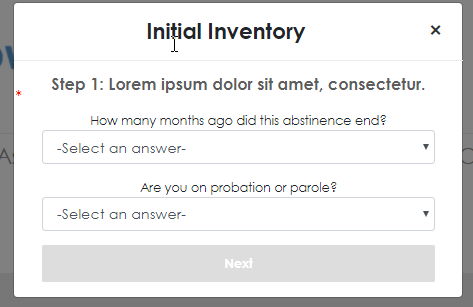 Initial Inventory ×
Step 1: Lorem ipsum dolor sit amet, consectetur.
*
How many months ago did this abstinence end?
-Select an answer-
Are you on probation or parole?
-Select an answer-
Next